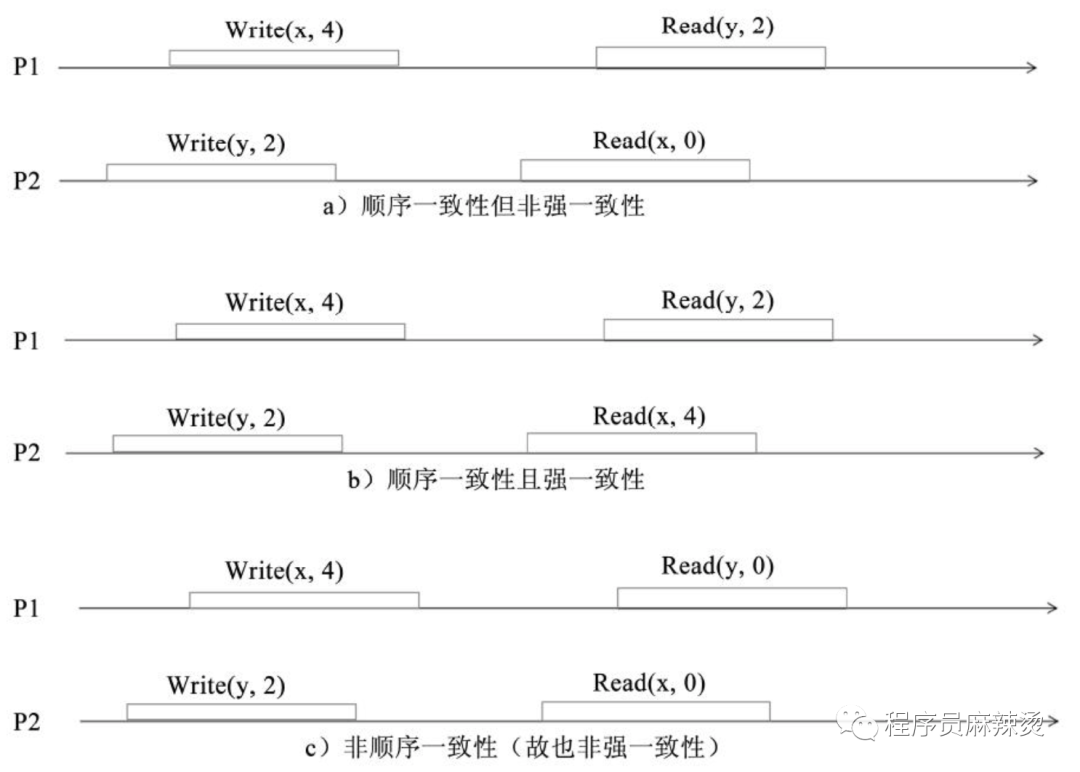 Write(x, 4) Read(y, 2)
P1
Write(y, 2) Read(x, 0)
P2
a）顺序一致性但非强一致性
Write(x, 4) Read(y, 2)
P1
Write(y, 2) Read(x, 4)
P2
b）顺序一致性且强一致性
Write(x, 4) Read(y, 0)
P1
Write(y, 2) Read(x, 0)
P2
c）非顺序一致性（故也非强一致性）
程序员麻辣烫